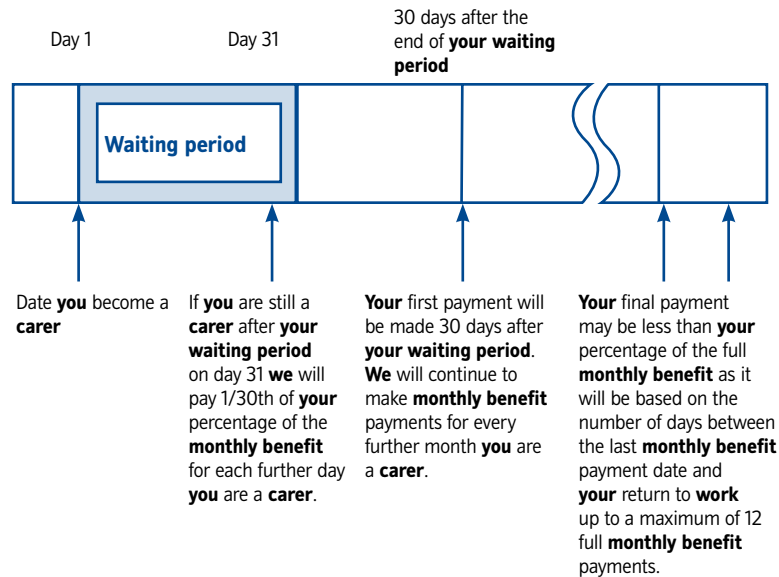 Day 1
Day 31
30 days after the
end of your waiting
period
Waiting period
Date you become a
carer
If you are still a
carer after your
waiting period
on day 31 we will
pay 1/30th of your
percentage of the
monthly benefit
for each further day
you are a carer.
Your first payment will
be made 30 days after
your waiting period.
We will continue to
make monthly benefit
payments for every
further month you are
a carer.
Your final payment
may be less than your
percentage of the full
monthly benefit as it
will be based on the
number of days between
the last monthly benefit
payment date and
your return to work
up to a maximum of 12
full monthly benefit
payments.